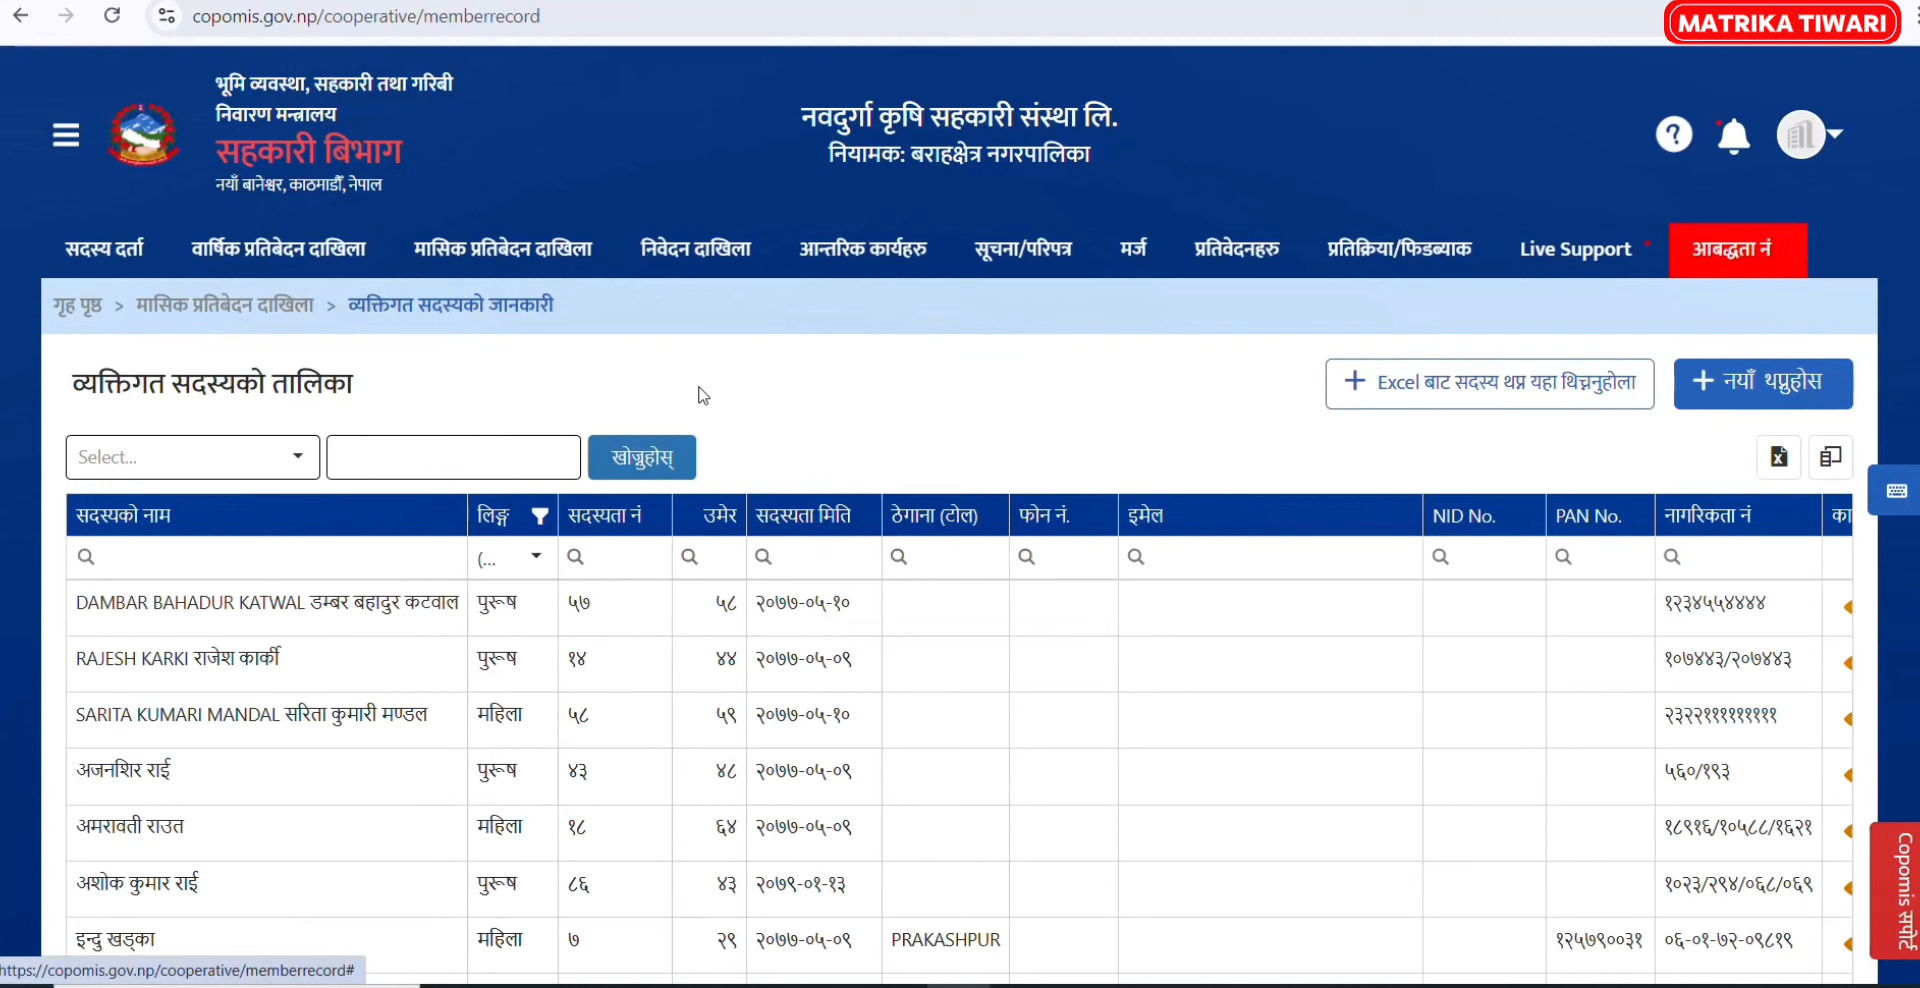 copomis.gov.np/cooperative/memberrecord
MATRIKA TIWARI
भूमि व्यवस्था, सहकारी तथा गरिबी
निवारण मन्त्रालय
सहकारी बिभाग
नयाँ बानेश्वर, काठमाडौँ, नेपाल
नवदुर्गा कृषि सहकारी संस्था लि.
नियामक: बराहक्षेत्र नगरपालिका
सदस्य दर्ता वार्षिक प्रतिबेदन दाखिला मासिक प्रतिबेदन दाखिला निवेदन दाखिला आन्तरिक कार्यहरु सूचना/परिपत्र मर्ज प्रतिवेदनहरु प्रतिक्रिया/फिडब्याक Live Support आबद्धता नं
गृह पृष्ठ > मासिक प्रतिबेदन दाखिला > व्यक्तिगत सदस्यको जानकारी
व्यक्तिगत सदस्यको तालिका
+ Excel बाट सदस्य थप्न यहा थिच्नुहोला
+ नयाँ थप्नुहोस
Select...
खोज्नुहोस्
सदस्यको नाम लिङ्ग सदस्यता नं उमेर सदस्यता मिति ठेगाना (टोल) फोन नं. इमेल NID No. PAN No. नागरिकता नं का
(...
DAMBAR BAHADUR KATWAL डम्बर बहादुर कटवाल पुरूष ५७ ५८ २०७७-०५-१० १२३४५५४४४४
RAJESH KARKI राजेश कार्की पुरूष १४ ४४ २०७७-०५-०९ १०७४४३/२०७४४३
SARITA KUMARI MANDAL सरिता कुमारी मण्डल महिला ५८ ५९ २०७७-०५-१० २३२२१११११११११
अजनशिर राई पुरूष ४३ ४८ २०७७-०५-०९ ५६०/१९३
अमरावती राउत महिला १८ ६४ २०७७-०५-०९ १८९१६/१०५८८/१६२१
अशोक कुमार राई पुरूष ८६ ४३ २०७९-०१-१३ १०२३/२९४/०६८/०६९
इन्दु खड्का महिला ७ २९ २०७७-०५-०९ PRAKASHPUR १२५७९००३१ ०६-०१-७२-०९८१९
Copomis सपोर्ट
https://copomis.gov.np/cooperative/memberrecord#